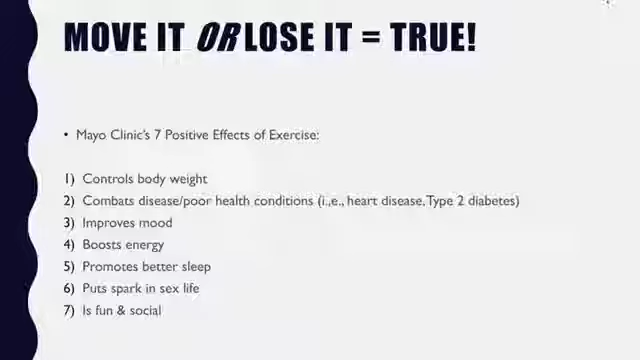 MOVE IT OR LOSE IT = TRUE!
• Mayo Clinic's 7 Positive Effects of Exercise:
1) Controls body weight
2) Combats disease/poor health conditions (i.,e., heart disease, Type 2 diabetes)
3) Improves mood
4) Boosts energy
5) Promotes better sleep
6) Puts spark in sex life
7) Is fun & social